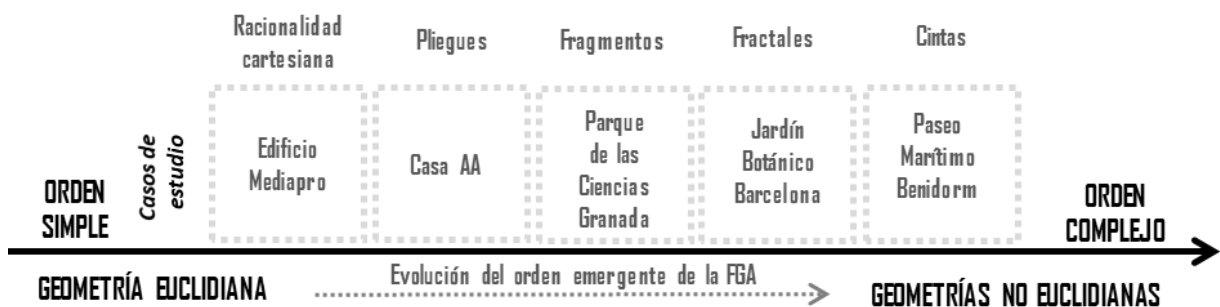 Racionalidad
cartesiana
Pliegues
Fragmentos
Fractales
Cintas
Casos de
estudio
Edificio
Mediapro
Casa AA
Parque
de las
Ciencias
Granada
Jardín
Botánico
Barcelona
Paseo
Marítimo
Benidorm
ORDEN
SIMPLE
ORDEN
COMPLEJO
GEOMETRÍA EUCLIDIANA
Evolución del orden emergente de la FGA
GEOMETRÍAS NO EUCLIDIANAS